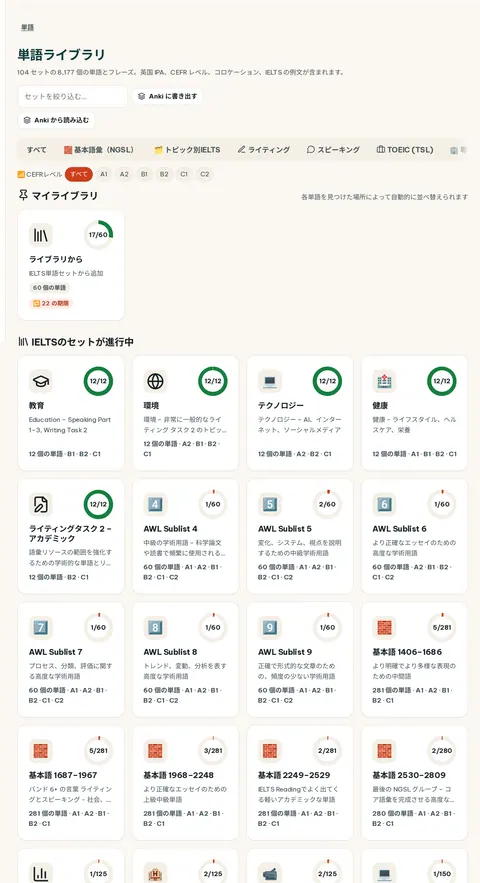 単語
単語ライブラリ
104 セットの 8,177 個の単語とフレーズ。英国 IPA、CEFR レベル、コロケーション、IELTS の例文が含まれます。
セットを絞り込む...
Anki に書き出す
Anki から読み込む
すべて
基本語彙（NGSL）
トピック別IELTS
ライティング
スピーキング
TOEIC (TSL)
CEFRレベル すべて A1 A2 B1 B2 C1 C2
マイライブラリ
各単語を見つけた場所によって自動的に並べ替えられます
17/60
ライブラリから
IELTS単語セットから追加
60 個の単語
22 の期限
IELTSのセットが進行中
12/12
教育
Education – Speaking Part
1–3, Writing Task 2
12 個の単語 · B1 · B2 · C1
12/12
環境
環境 – 非常に一般的なライ
ティング タスク 2 のトピッ...
12 個の単語 · A2 · B1 · B2 ·
C1
12/12
テクノロジー
テクノロジー – AI、インター
ネット、ソーシャルメディア
12 個の単語 · A2 · B1 · B2 · C1
12/12
健康
健康 – ライフスタイル、ヘル
スケア、栄養
12 個の単語 · A1 · B1 · B2 · C1
12/12
ライティングタスク 2 –
アカデミック
語彙リソースの範囲を強化す
るための学術的な単語とリ...
12 個の単語 · B2 · C1
4
1/60
AWL Sublist 4
中級の学術用語 – 科学論文
や読者で頻繁に使用される...
60 個の単語 · A1 · A2 · B1 ·
B2 · C1 · C2
5
2/60
AWL Sublist 5
変化、システム、視点を説明
するための中級学術用語
60 個の単語 · A1 · A2 · B1 ·
B2 · C1 · C2
6
1/60
AWL Sublist 6
より正確なエッセイのための
高度な学術用語
60 個の単語 · A1 · A2 · B1 ·
B2 · C1 · C2
7
1/60
AWL Sublist 7
プロセス、分類、評価に関す
る高度な学術用語
60 個の単語 · A1 · A2 · B1 ·
B2 · C1 · C2
8
1/60
AWL Sublist 8
トレンド、変動、分析を表す
高度な学術用語
60 個の単語 · A1 · A2 · B1 ·
B2 · C1 · C2
9
1/60
AWL Sublist 9
正確で形式的な文章のため
の、頻度の少ない学術用語
60 個の単語 · A1 · A2 · B1 ·
B2 · C1 · C2
5/281
基本語 1406–1686
より明確でより多様な表現の
ための中間語
281 個の単語 · A1 · A2 · B1 ·
B2 · C1
5/281
基本語 1687–1967
バンド 6+ の言葉 ライティン
グとスピーキング – 社会、...
281 個の単語 · A1 · A2 · B1 ·
B2 · C1
3/281
基本語 1968–2248
より正確なエッセイのための
上級中級単語
281 個の単語 · A1 · A2 · B1 ·
B2 · C1
2/281
基本語 2249–2529
IELTS Readingでよく出てく
る軽いアカデミックな単語
281 個の単語 · A1 · A2 · B1 ·
B2 · C1
2/280
基本語 2530–2809
最後の NGSL グループ – コ
ア語彙を完成させる高度な...
280 個の単語 · A1 · A2 · B1 ·
B2 · C1
1/125
2/125
2/125
1/150